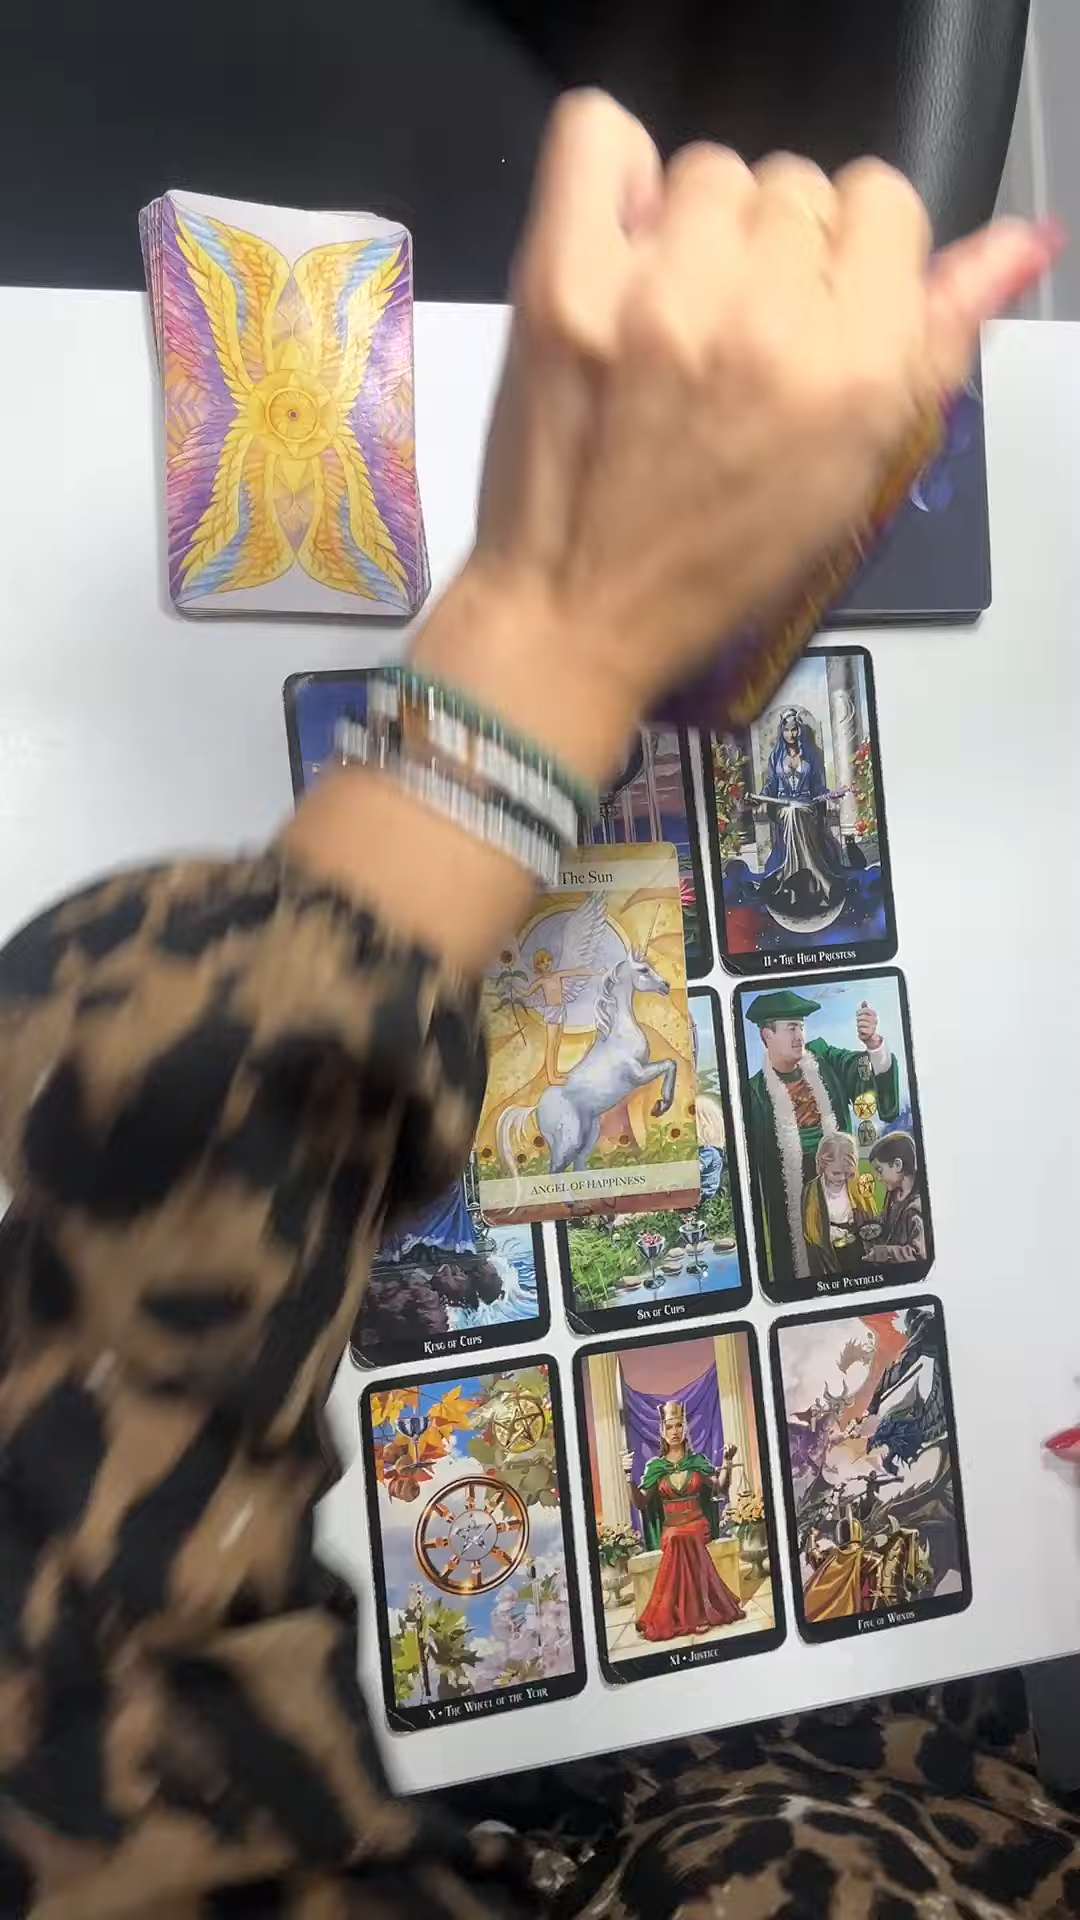 The Sun
II • The High Priestess
ANGEL OF HAPPINESS
King of Cups
Six of Cups
Six of Pentacles
X • The Wheel of the Year
XI • Justice
Five of Wands